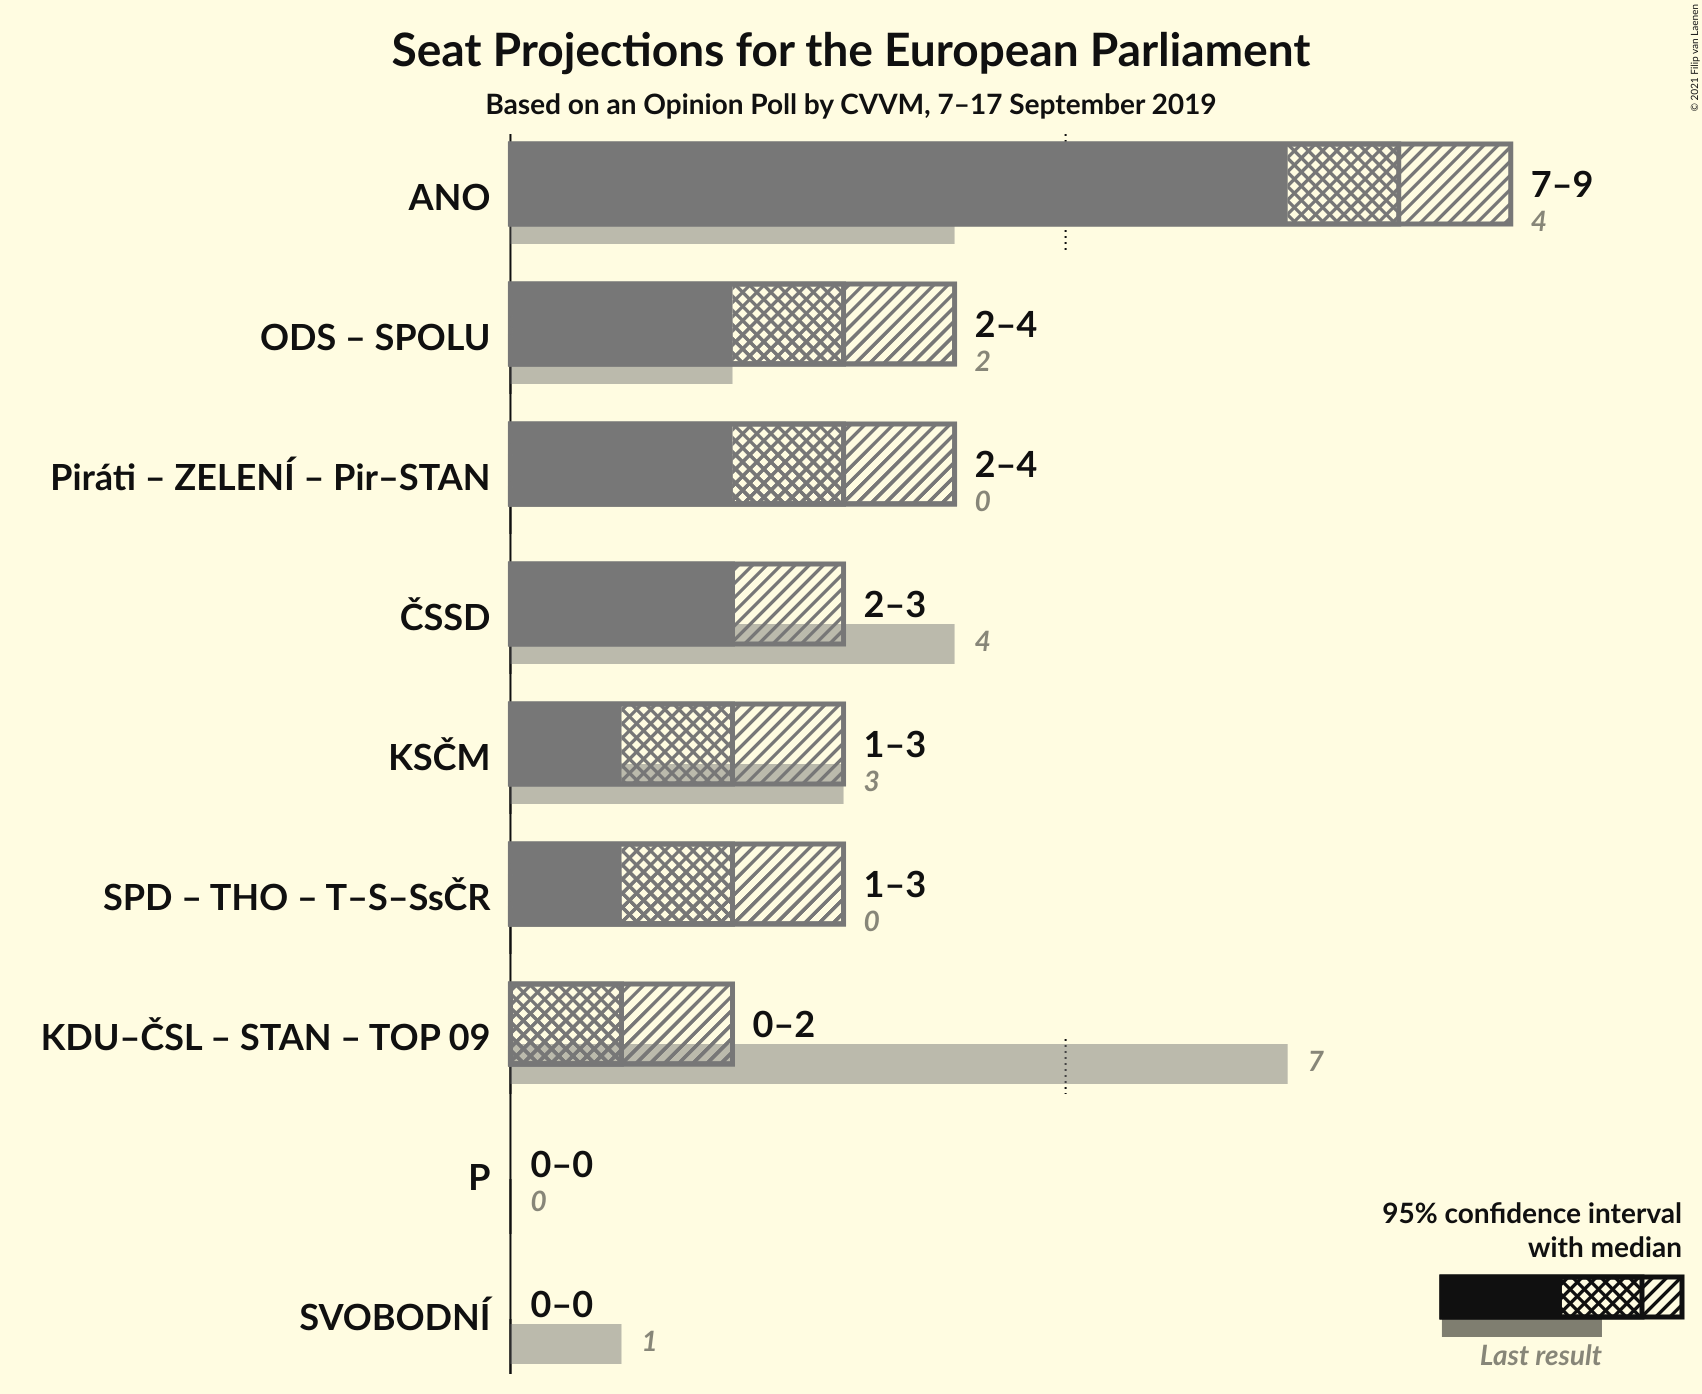 Seat Projections for the European Parliament
Based on an Opinion Poll by CVVM, 7–17 September 2019
© 2021 Filip van Laenen
ANO
7–9
4
ODS – SPOLU
2–4
2
Piráti – ZELENÍ – Pir–STAN
2–4
0
ČSSD
2–3
4
KSČM
1–3
3
SPD – THO – T–S–SsČR
1–3
0
KDU–ČSL – STAN – TOP 09
0–2
7
P
0–0
0
SVOBODNÍ
0–0
1
95% confidence interval
with median
Last result